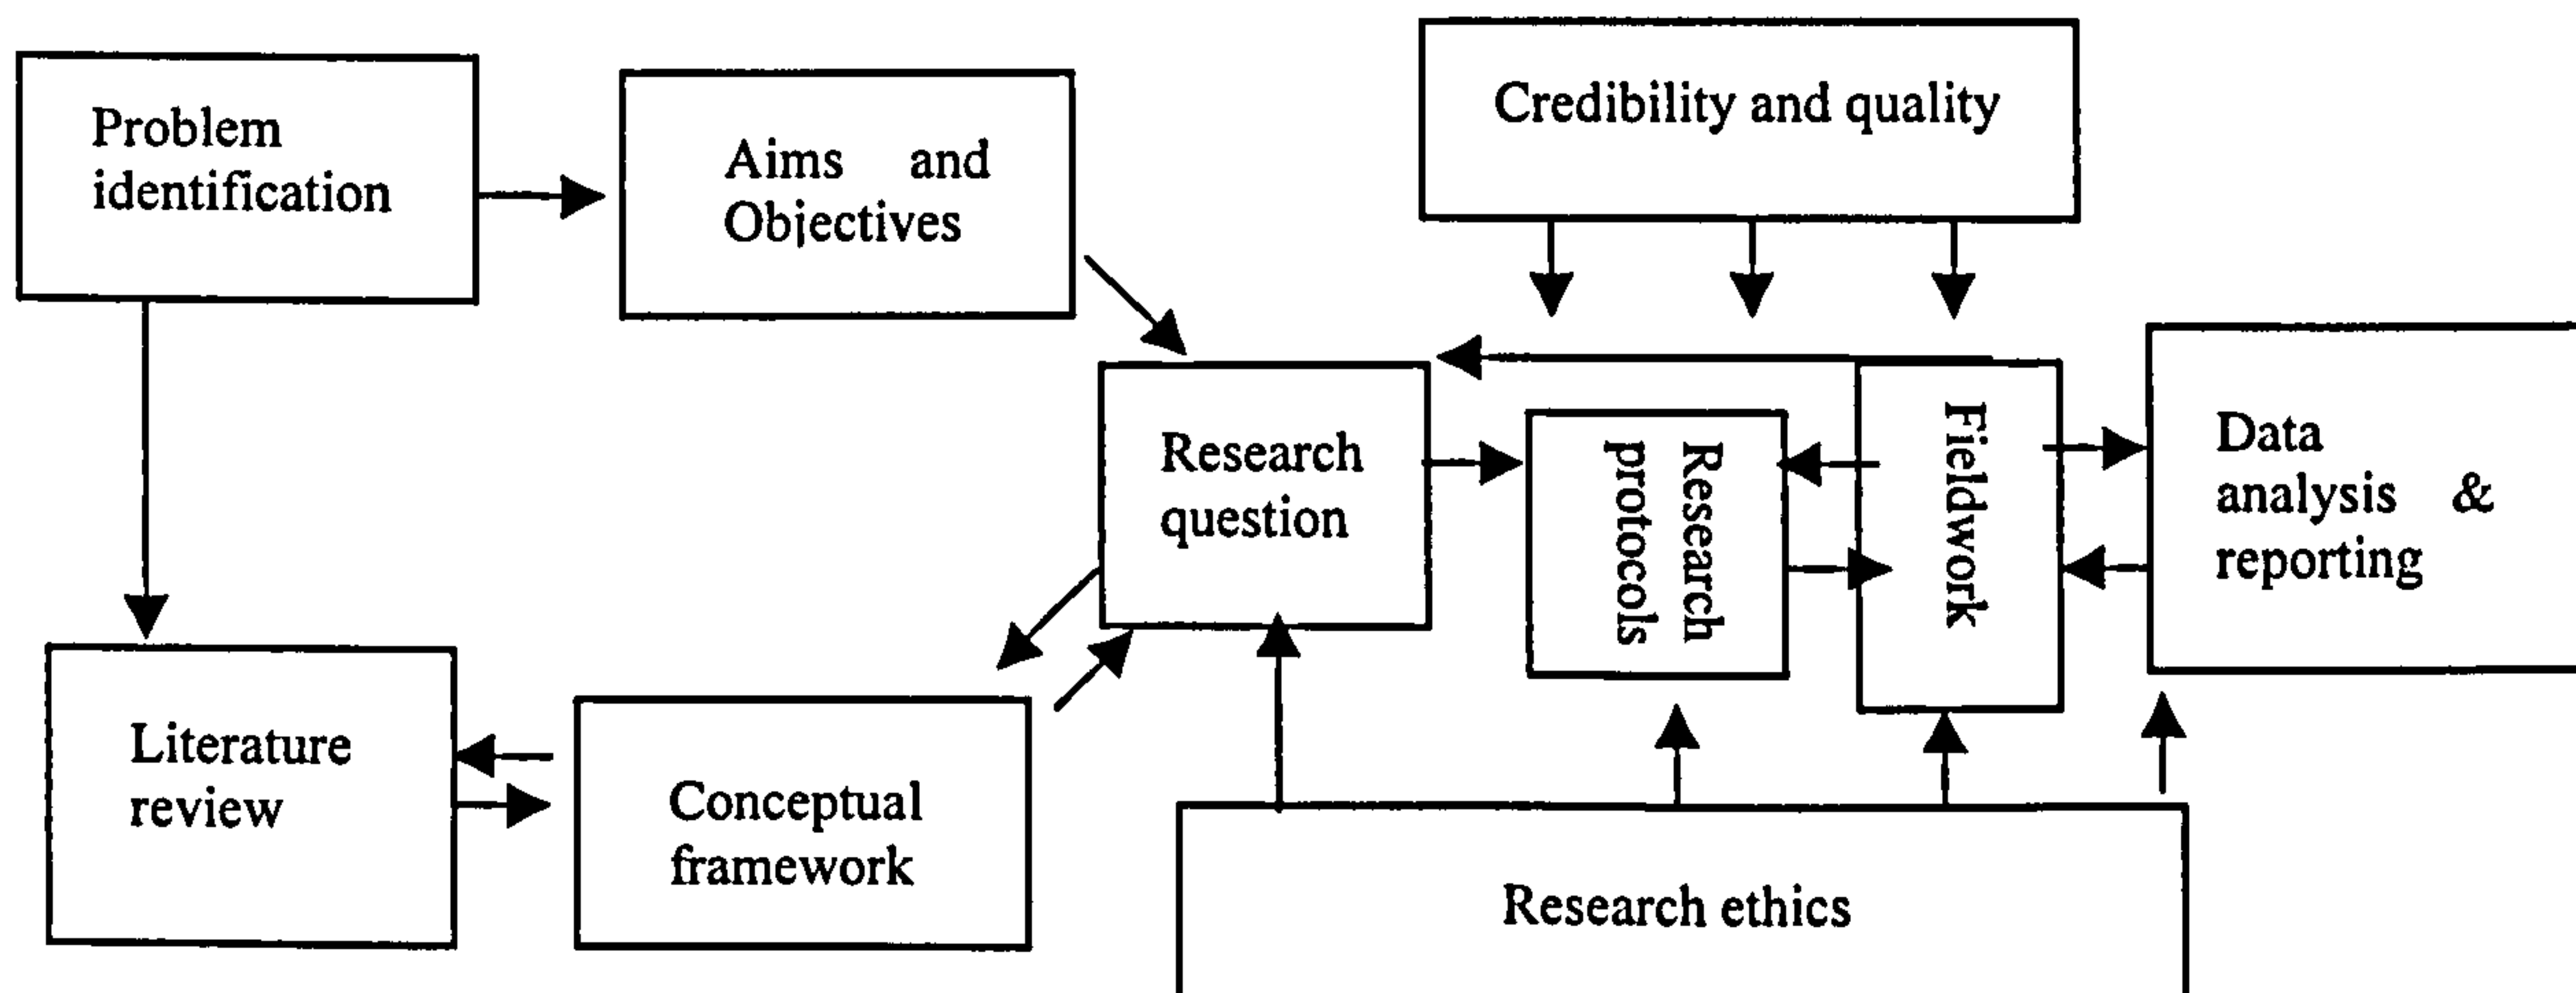 Problem
identification
Aims and
Objectives
Credibility and quality
Research
question
Research
protocols
Fieldwork
Data
analysis &
reporting
Literature
review
Conceptual
framework
Research ethics